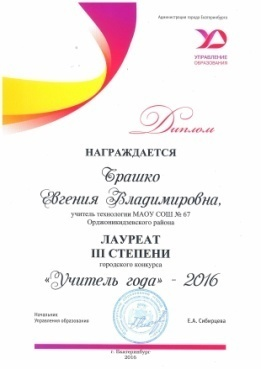 Администрация города Екатеринбурга
УПРАВЛЕНИЕ
ОБРАЗОВАНИЯ
Диплом
НАГРАЖДАЕТСЯ
Брашко
Евгения Владимировна,
учитель технологии МАОУ СОШ № 67
Орджоникидзевского района
ЛАУРЕАТ
III СТЕПЕНИ
городского конкурса
«Учитель года» - 2016
Начальник
Управления образования
Е.А. Сибирцева
г. Екатеринбург
2016